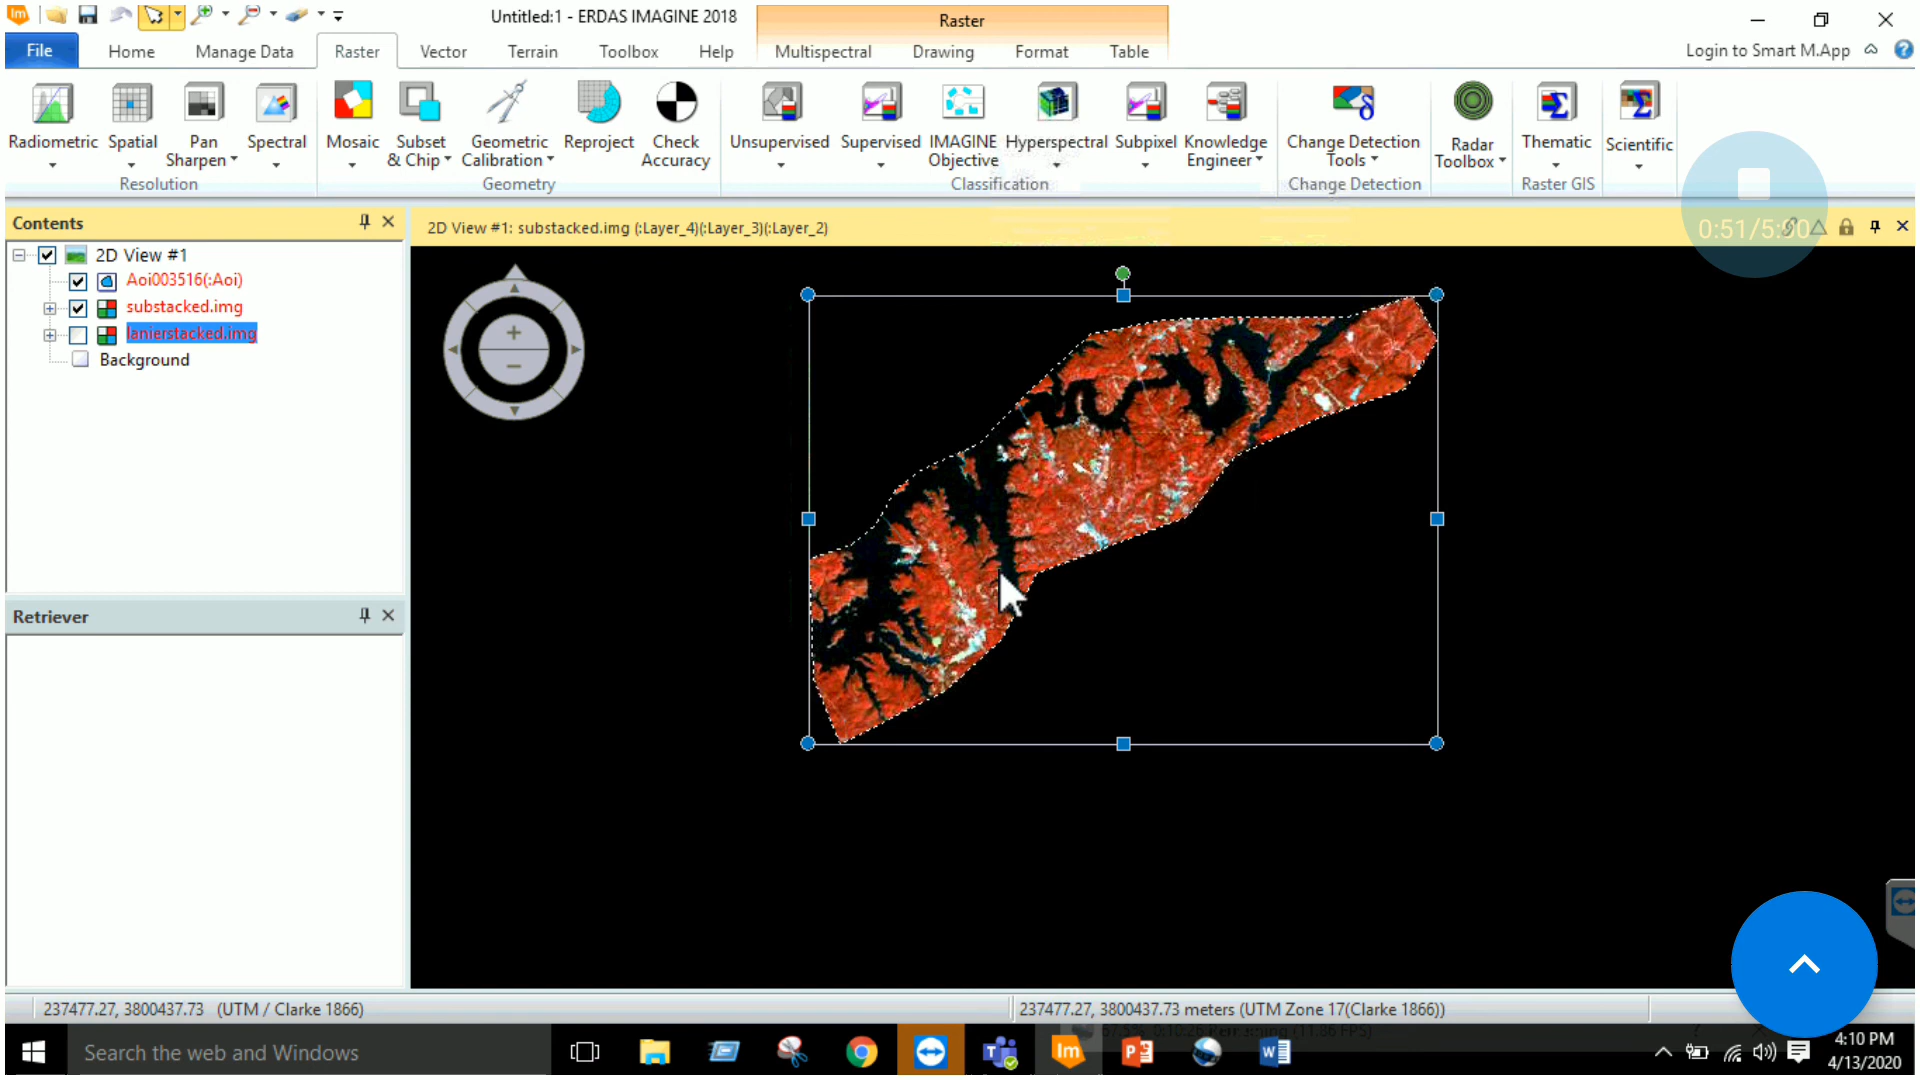 Untitled:1 - ERDAS IMAGINE 2018
Raster
File
Home
Manage Data
Raster
Vector
Terrain
Toolbox
Help
Multispectral
Drawing
Format
Table
Login to Smart M.App
Radiometric
Spatial
Pan
Sharpen
Spectral
Mosaic
Subset
& Chip
Geometric
Calibration
Reproject
Check
Accuracy
Unsupervised
Supervised
IMAGINE
Objective
Hyperspectral
Subpixel
Knowledge
Engineer
Change Detection
Tools
Radar
Toolbox
Thematic
Scientific
Resolution
Geometry
Classification
Change Detection
Raster GIS
Contents
2D View #1: substacked.img (:Layer_4)(:Layer_3)(:Layer_2)
0:51/5:00
2D View #1
Aoi003516(:Aoi)
substacked.img
lanierstacked.img
Background
Retriever
237477.27, 3800437.73 (UTM / Clarke 1866)
237477.27, 3800437.73 meters (UTM Zone 17(Clarke 1866))
Search the web and Windows
Im
4:10 PM
4/13/2020